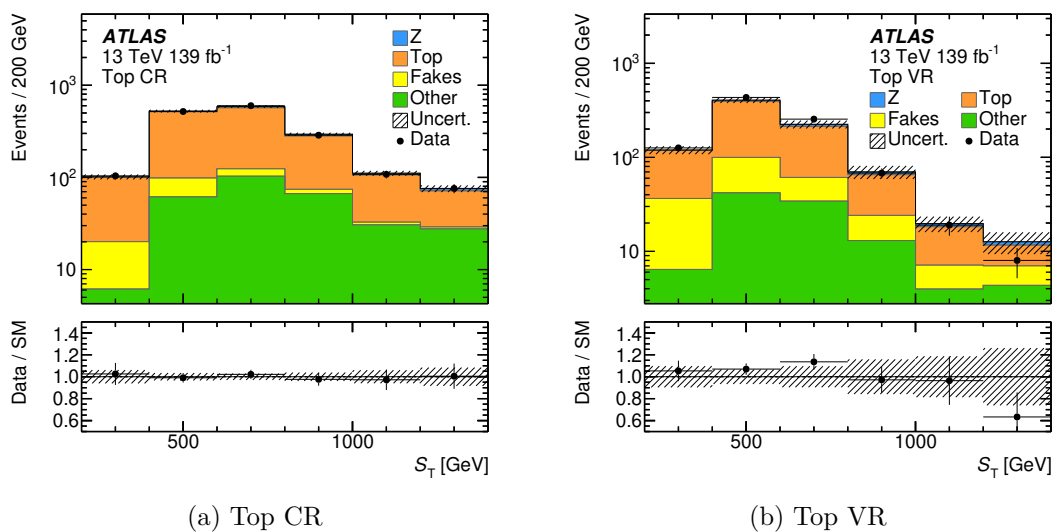 ATLAS
13 TeV 139 fb⁻¹
Top CR
Z
Top
Fakes
Other
Uncert.
Data
Events / 200 GeV
10³
10²
10
Data / SM
1.4
1.2
1.0
0.8
0.6
500
1000
S_T [GeV]
(a) Top CR
ATLAS
13 TeV 139 fb⁻¹
Top VR
Z Top
Fakes Other
Uncert. Data
Events / 200 GeV
10³
10²
10
Data / SM
1.4
1.2
1.0
0.8
0.6
500
1000
S_T [GeV]
(b) Top VR